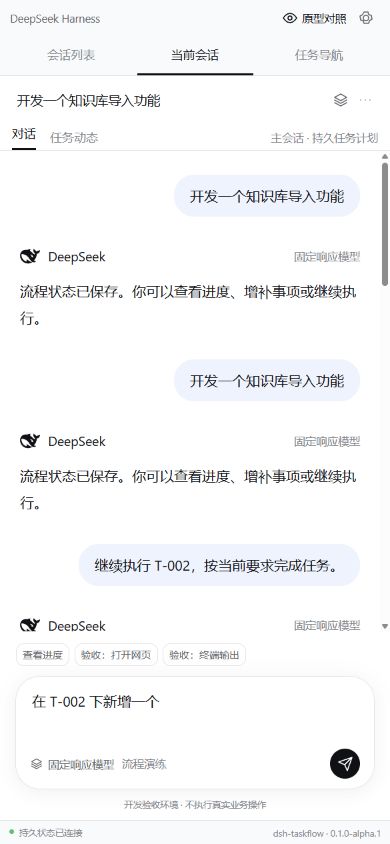 DeepSeek Harness
原型对照
会话列表
当前会话
任务导航
开发一个知识库导入功能
对话
任务动态
主会话 · 持久任务计划
开发一个知识库导入功能
DeepSeek
固定响应模型
流程状态已保存。你可以查看进度、增补事项或继续执
行。
开发一个知识库导入功能
DeepSeek
固定响应模型
流程状态已保存。你可以查看进度、增补事项或继续执
行。
继续执行 T-002，按当前要求完成任务。
DeepSeek
固定响应模型
查看进度
验收：打开网页
验收：终端输出
在 T-002 下新增一个
固定响应模型
流程演练
开发验收环境 · 不执行真实业务操作
持久状态已连接
dsh-taskflow · 0.1.0-alpha.1